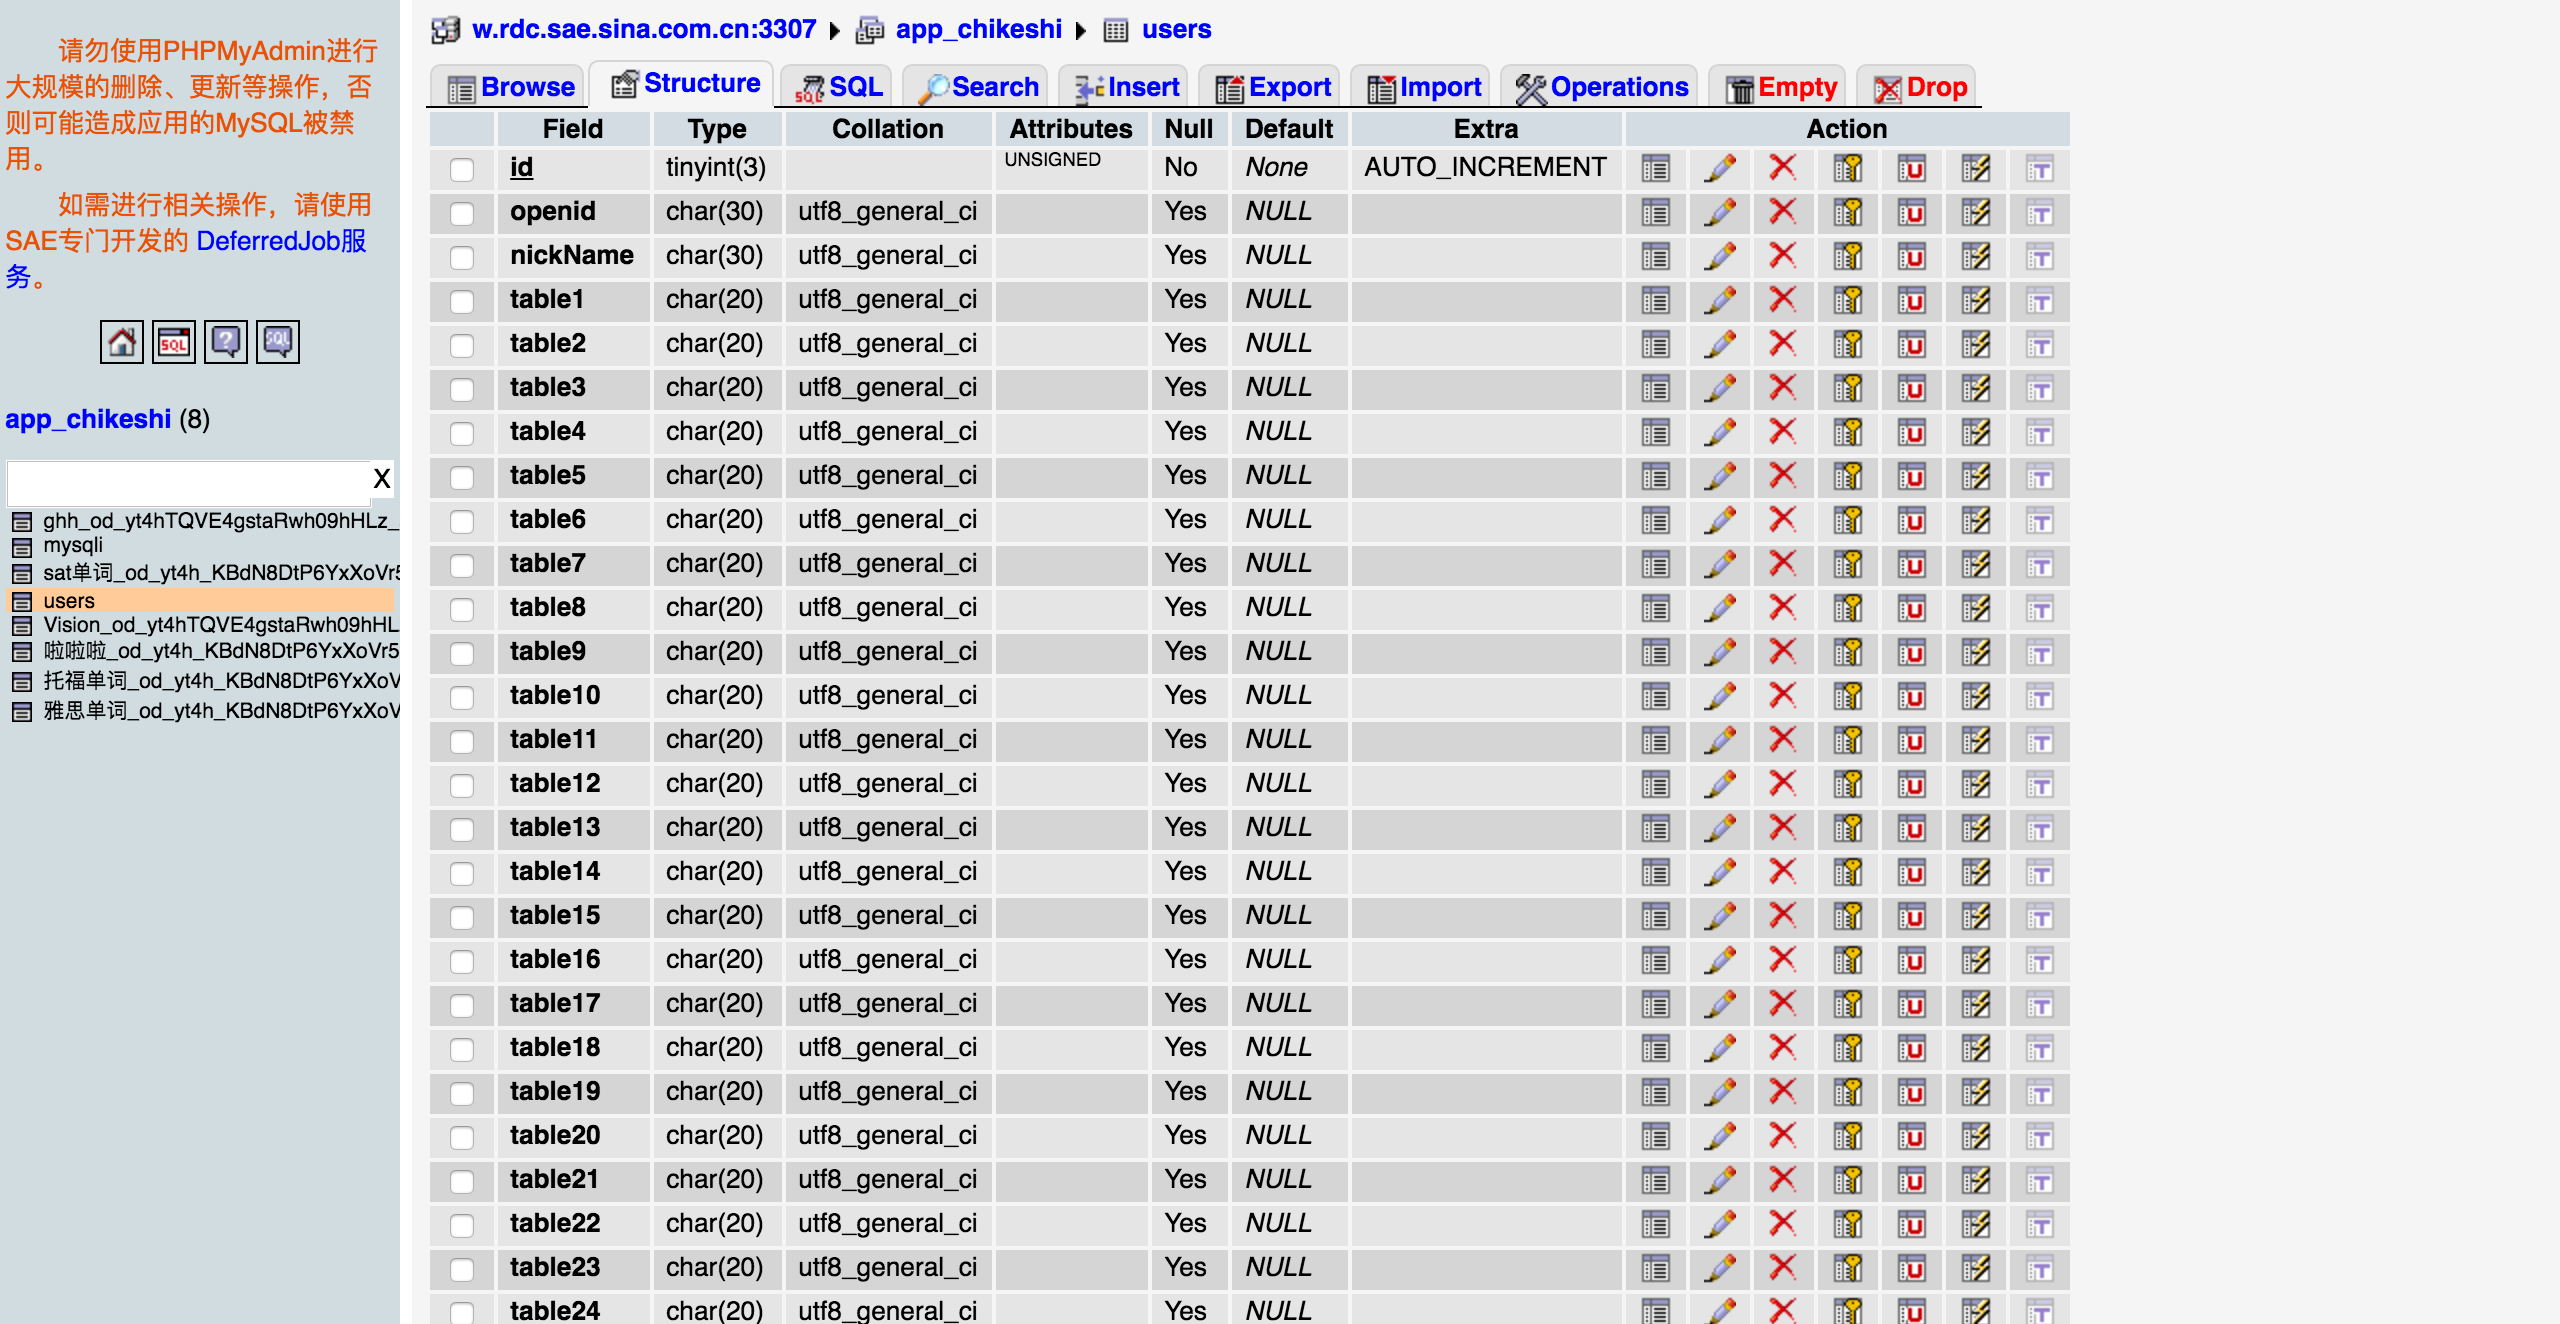 请勿使用PHPMyAdmin进行
大规模的删除、更新等操作，否
则可能造成应用的MySQL被禁
用。
如需进行相关操作，请使用
SAE专门开发的 DeferredJob服
务。
SQL ? SQL
app_chikeshi (8)
X
ghh_od_yt4hTQVE4gstaRwh09hHLz_
mysqli
sat单词_od_yt4h_KBdN8DtP6YxXoVr5
users
Vision_od_yt4hTQVE4gstaRwh09hHL
啦啦啦_od_yt4h_KBdN8DtP6YxXoVr5
托福单词_od_yt4h_KBdN8DtP6YxXoV
雅思单词_od_yt4h_KBdN8DtP6YxXoV
w.rdc.sae.sina.com.cn:3307 app_chikeshi users
Browse Structure SQL Search Insert Export Import Operations Empty Drop
Field Type Collation Attributes Null Default Extra Action
id tinyint(3) UNSIGNED No None AUTO_INCREMENT
openid char(30) utf8_general_ci Yes NULL
nickName char(30) utf8_general_ci Yes NULL
table1 char(20) utf8_general_ci Yes NULL
table2 char(20) utf8_general_ci Yes NULL
table3 char(20) utf8_general_ci Yes NULL
table4 char(20) utf8_general_ci Yes NULL
table5 char(20) utf8_general_ci Yes NULL
table6 char(20) utf8_general_ci Yes NULL
table7 char(20) utf8_general_ci Yes NULL
table8 char(20) utf8_general_ci Yes NULL
table9 char(20) utf8_general_ci Yes NULL
table10 char(20) utf8_general_ci Yes NULL
table11 char(20) utf8_general_ci Yes NULL
table12 char(20) utf8_general_ci Yes NULL
table13 char(20) utf8_general_ci Yes NULL
table14 char(20) utf8_general_ci Yes NULL
table15 char(20) utf8_general_ci Yes NULL
table16 char(20) utf8_general_ci Yes NULL
table17 char(20) utf8_general_ci Yes NULL
table18 char(20) utf8_general_ci Yes NULL
table19 char(20) utf8_general_ci Yes NULL
table20 char(20) utf8_general_ci Yes NULL
table21 char(20) utf8_general_ci Yes NULL
table22 char(20) utf8_general_ci Yes NULL
table23 char(20) utf8_general_ci Yes NULL
table24 char(20) utf8_general_ci Yes NULL